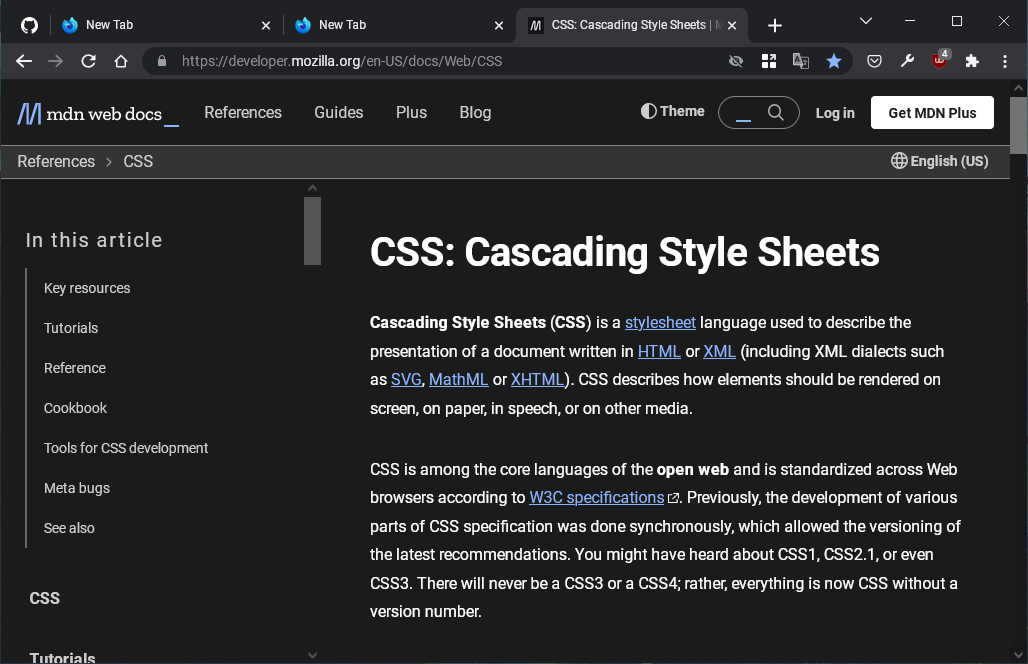 New Tab
New Tab
CSS: Cascading Style Sheets | M
https://developer.mozilla.org/en-US/docs/Web/CSS
4
mdn web docs_
References
Guides
Plus
Blog
Theme
Log in
Get MDN Plus
References > CSS
English (US)
In this article
Key resources
Tutorials
Reference
Cookbook
Tools for CSS development
Meta bugs
See also
CSS
Tutorials
CSS: Cascading Style Sheets
Cascading Style Sheets (CSS) is a stylesheet language used to describe the
presentation of a document written in HTML or XML (including XML dialects such
as SVG, MathML or XHTML). CSS describes how elements should be rendered on
screen, on paper, in speech, or on other media.
CSS is among the core languages of the open web and is standardized across Web
browsers according to W3C specifications. Previously, the development of various
parts of CSS specification was done synchronously, which allowed the versioning of
the latest recommendations. You might have heard about CSS1, CSS2.1, or even
CSS3. There will never be a CSS3 or a CSS4; rather, everything is now CSS without a
version number.